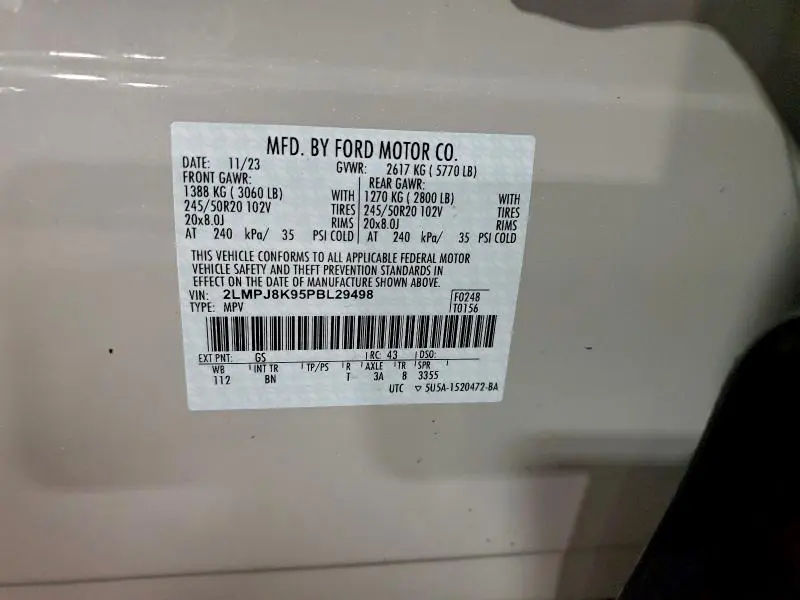 MFD. BY FORD MOTOR CO.
DATE: 11/23 GVWR: 2617 KG ( 5770 LB)
FRONT GAWR: REAR GAWR:
1388 KG ( 3060 LB) WITH 1270 KG ( 2800 LB) WITH
245/50R20 102V TIRES 245/50R20 102V TIRES
20x8.0J RIMS 20x8.0J RIMS
AT 240 kPa/ 35 PSI COLD AT 240 kPa/ 35 PSI COLD
THIS VEHICLE CONFORMS TO ALL APPLICABLE FEDERAL MOTOR
VEHICLE SAFETY AND THEFT PREVENTION STANDARDS IN
EFFECT ON THE DATE OF MANUFACTURE SHOWN ABOVE.
VIN: 2LMPJ8K95PBL29498 F0248
TYPE: MPV T0156
EXT PNT: GS RC: 43 DSO:
WB INT TR TP/PS R AXLE TR SPR
112 BN T 3A 8 3355
UTC ▽ 5U5A-1520472-BA